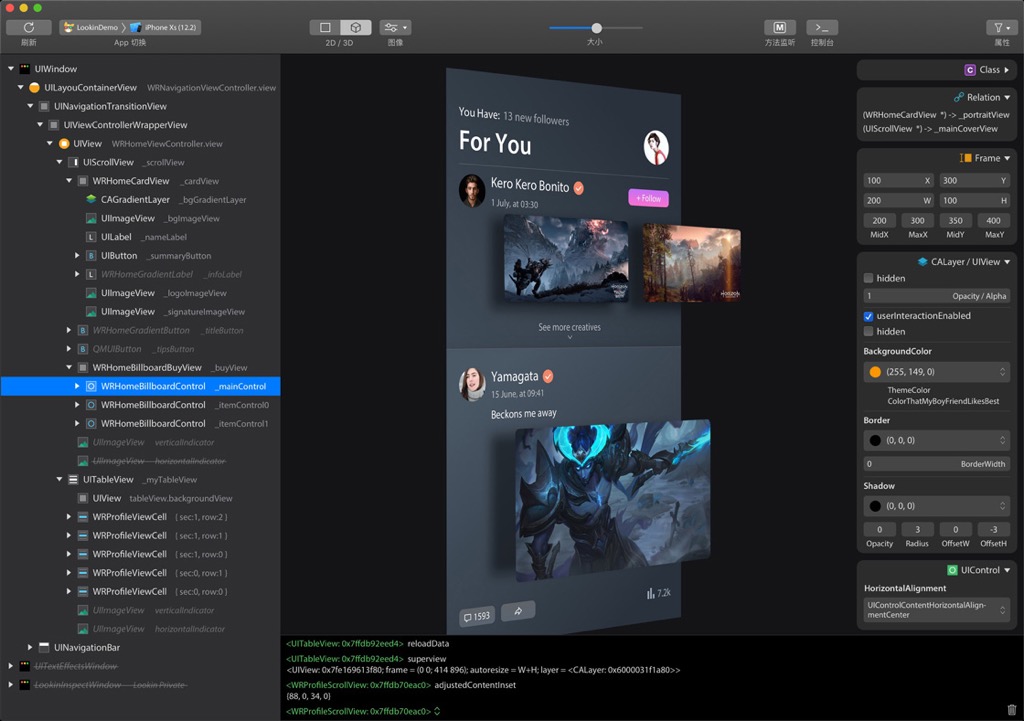 LookinDemo
iPhone Xs (12.2)
刷新
App 切换
2D / 3D
图像
大小
M
>_
方法监听
控制台
属性
UIWindow
UILayouContainerView WRNavigationViewController.view
UINavigationTransitionView
UIViewControllerWrapperView
UIView WRHomeViewController.view
UIScrollView _scrollView
WRHomeCardView _cardView
CAGradientLayer _bgGradientLayer
UIImageView _bgImageView
L UILabel _nameLabel
B UIButton _summaryButton
L WRHomeGradientLabel _infoLabel
UIImageView _logoImageView
UIImageView _signatureImageView
B WRHomeGradientButton _titleButton
B QMUIButton _tipsButton
WRHomeBillboardBuyView _buyView
WRHomeBillboardControl _mainControl
WRHomeBillboardControl _itemControl0
WRHomeBillboardControl _itemControl1
UIImageView verticalIndicator
UIImageView horizontalIndicator
UITableView _myTableView
UIView tableView.backgroundView
WRProfileViewCell { sec:1, row:2 }
WRProfileViewCell { sec:1, row:1 }
WRProfileViewCell { sec:1, row:0 }
WRProfileViewCell { sec:0, row:1 }
WRProfileViewCell { sec:0, row:0 }
UIImageView verticalIndicator
UIImageView horizontalIndicator
UINavigationBar
UITextEffectsWindow
LookinInspectWindow Lookin Private
You Have: 13 new followers
For You
Kero Kero Bonito
1 July, at 03:30
+ Follow
HORIZON
HORIZON
See more creatives
Yamagata
15 June, at 09:41
Beckons me away
1593
7.2k
<UITableView: 0x7ffdb92eed4> reloadData
<UITableView: 0x7ffdb92eed4> superview
<UIView: 0x7fe169613f80; frame = (0 0; 414 896); autoresize = W+H; layer = <CALayer: 0x6000031f1a80>>
<WRProfileScrollView: 0x7ffdb70eac0> adjustedContentInset
{88, 0, 34, 0}
<WRProfileScrollView: 0x7ffdb70eac0>
C Class
Relation
(WRHomeCardView *) -> _portraitView
(UIScrollView *) -> _mainCoverView
Frame
100 X 300 Y
200 W 100 H
200 300 350 400
MidX MaxX MidY MaxY
CALayer / UIView
hidden
1 Opacity / Alpha
userInteractionEnabled
hidden
BackgroundColor
(255, 149, 0)
ThemeColor
ColorThatMyBoyFriendLikesBest
Border
(0, 0, 0)
0 BorderWidth
Shadow
(0, 0, 0)
0 3 0 -3
Opacity Radius OffsetW OffsetH
UIControl
HorizontalAlignment
UIControlContentHorizontalAlign-
mentCenter